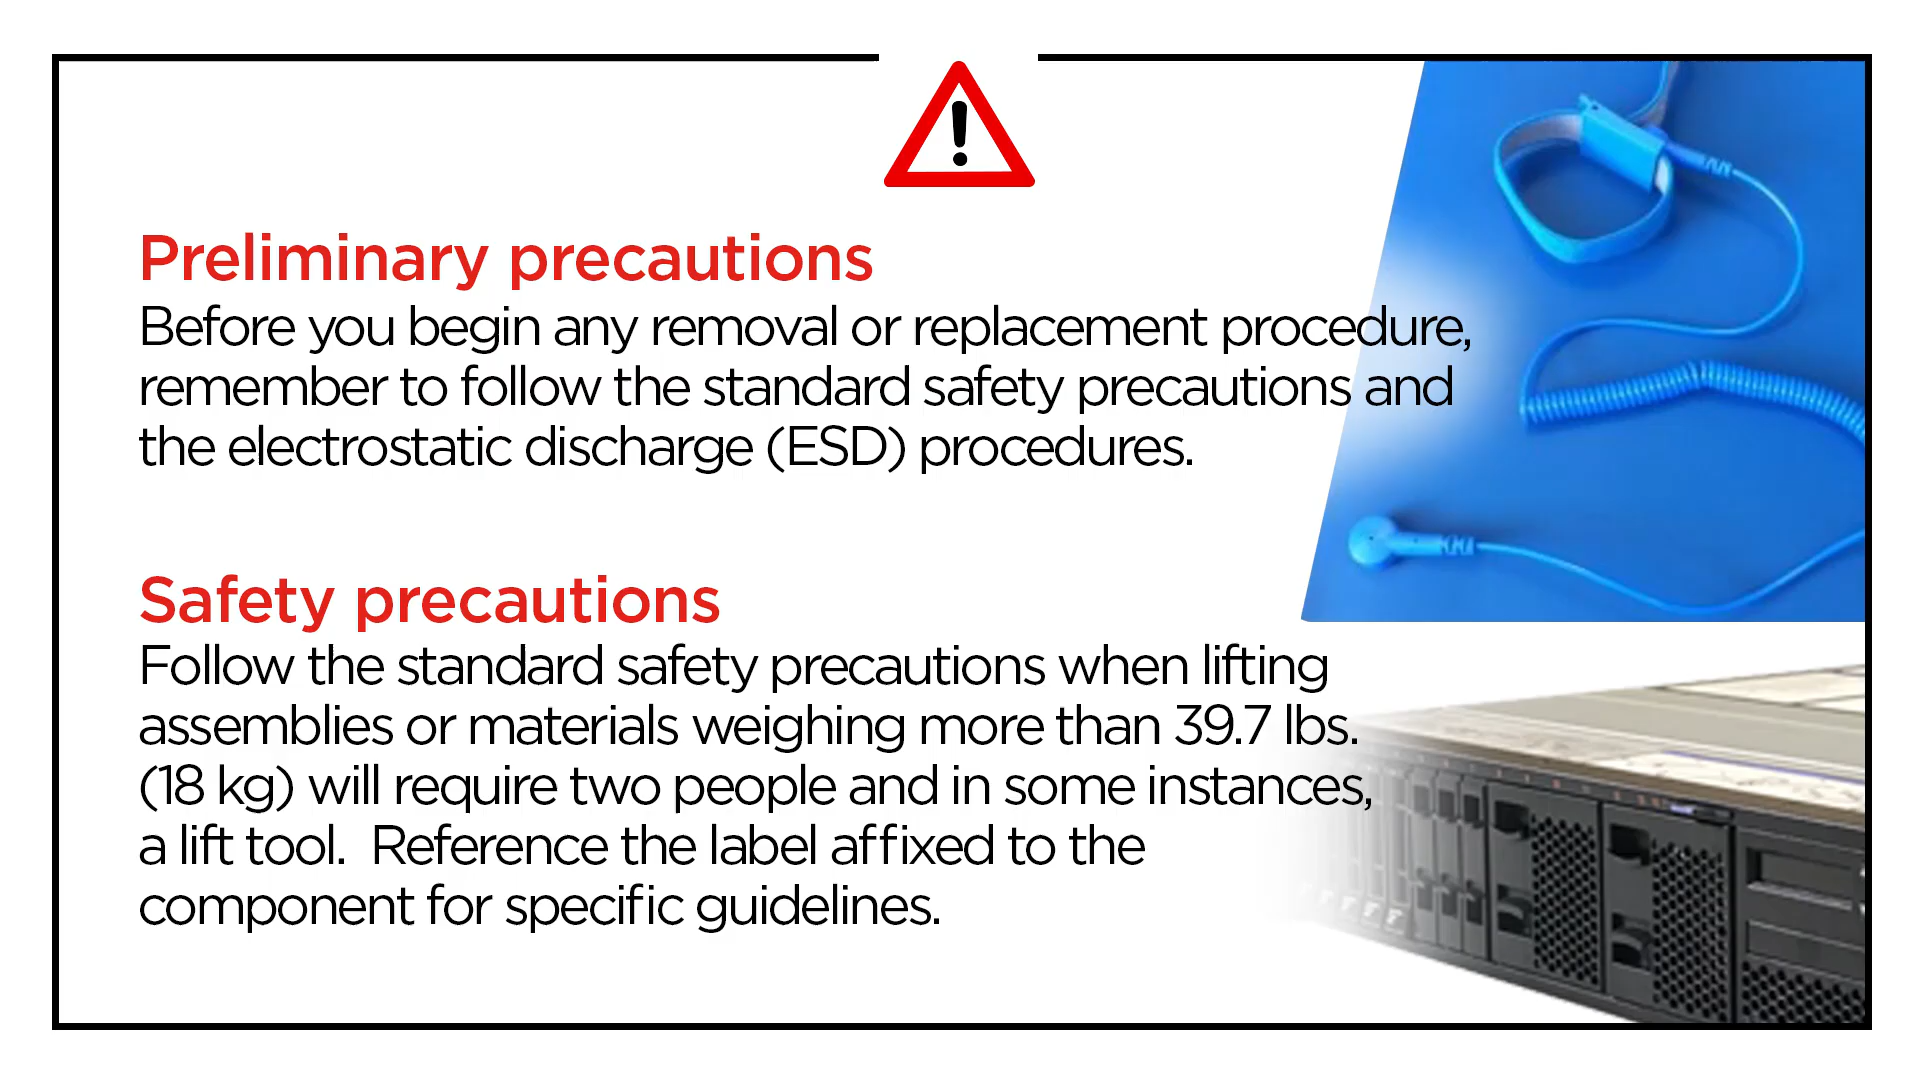 Preliminary precautions
Before you begin any removal or replacement procedure,
remember to follow the standard safety precautions and
the electrostatic discharge (ESD) procedures.
Safety precautions
Follow the standard safety precautions when lifting
assemblies or materials weighing more than 39.7 lbs.
(18 kg) will require two people and in some instances,
a lift tool.  Reference the label affixed to the
component for specific guidelines.